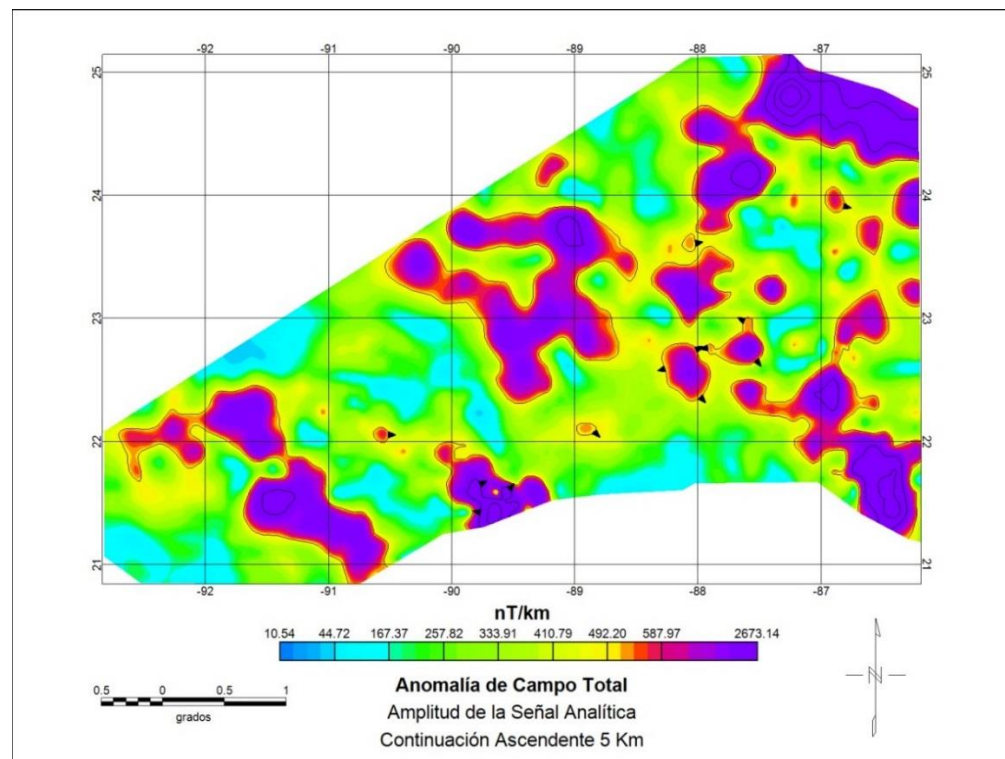 -92 -91 -90 -89 -88 -87
25 25
24 24
23 23
22 22
21 21
-92 -91 -90 -89 -88 -87
nT/km
10.54 44.72 167.37 257.82 333.91 410.79 492.20 587.97 2673.14
0.5 0 0.5 1
grados
Anomalía de Campo Total
Amplitud de la Señal Analítica
Continuación Ascendente 5 Km
N